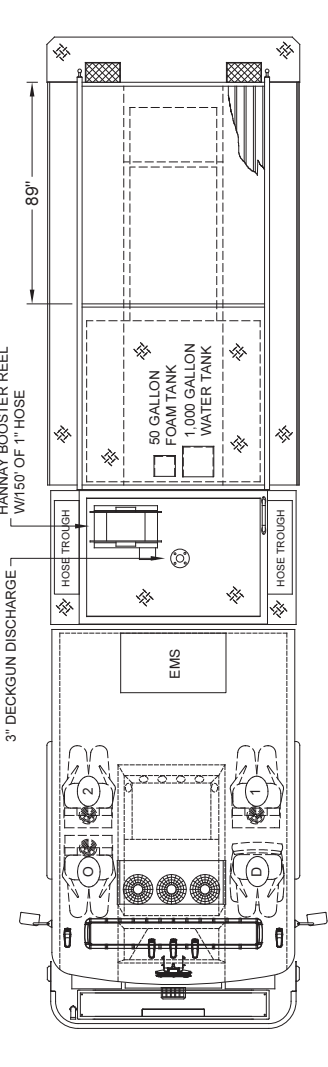 HANNAY BOOSTER REEL
W/150' OF 1" HOSE
3" DECKGUN DISCHARGE
89"
HOSE TROUGH
50 GALLON
FOAM TANK
1,000 GALLON
WATER TANK
EMS
HOSE TROUGH
O
2
D
1